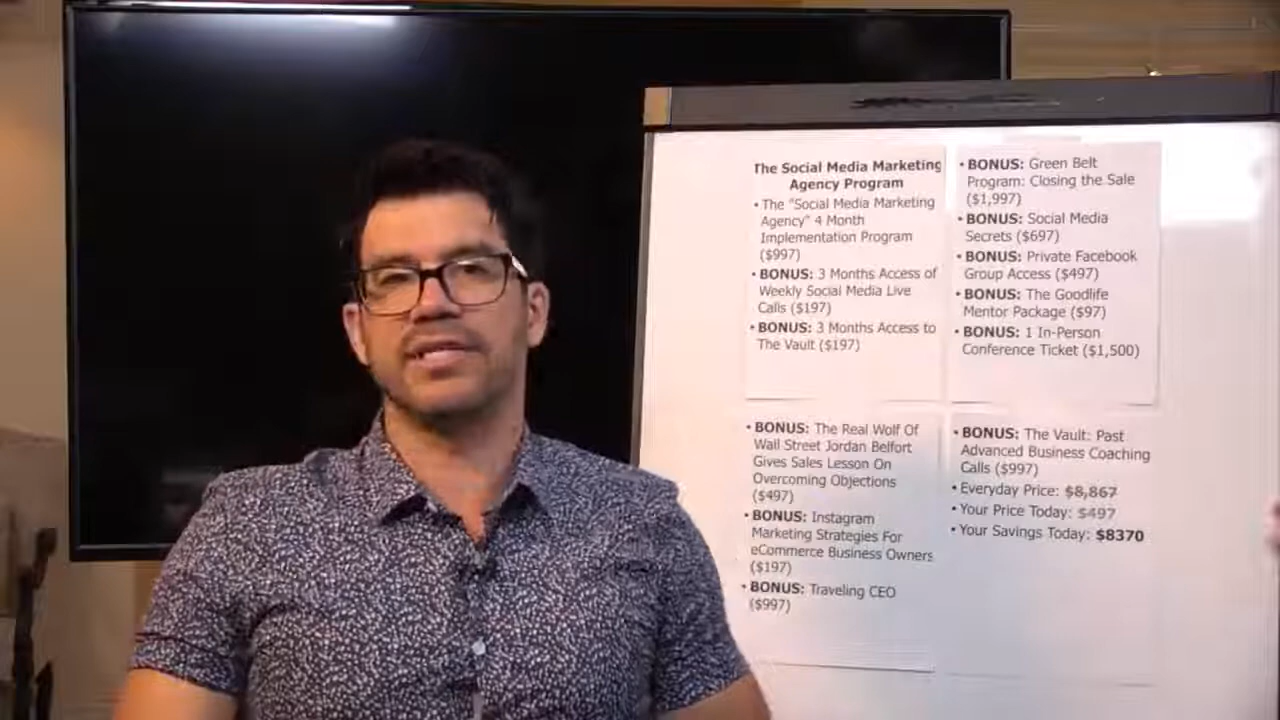 The Social Media Marketing
Agency Program
• The "Social Media Marketing
Agency" 4 Month
Implementation Program
($997)
• BONUS: 3 Months Access of
Weekly Social Media Live
Calls ($197)
• BONUS: 3 Months Access to
The Vault ($197)
• BONUS: Green Belt
Program: Closing the Sale
($1,997)
• BONUS: Social Media
Secrets ($697)
• BONUS: Private Facebook
Group Access ($497)
• BONUS: The Goodlife
Mentor Package ($97)
• BONUS: 1 In-Person
Conference Ticket ($1,500)
• BONUS: The Real Wolf Of
Wall Street Jordan Belfort
Gives Sales Lesson On
Overcoming Objections
($497)
• BONUS: Instagram
Marketing Strategies For
eCommerce Business Owners
($197)
• BONUS: Traveling CEO
($997)
• BONUS: The Vault: Past
Advanced Business Coaching
Calls ($997)
• Everyday Price: $8,867
• Your Price Today: $497
• Your Savings Today: $8370